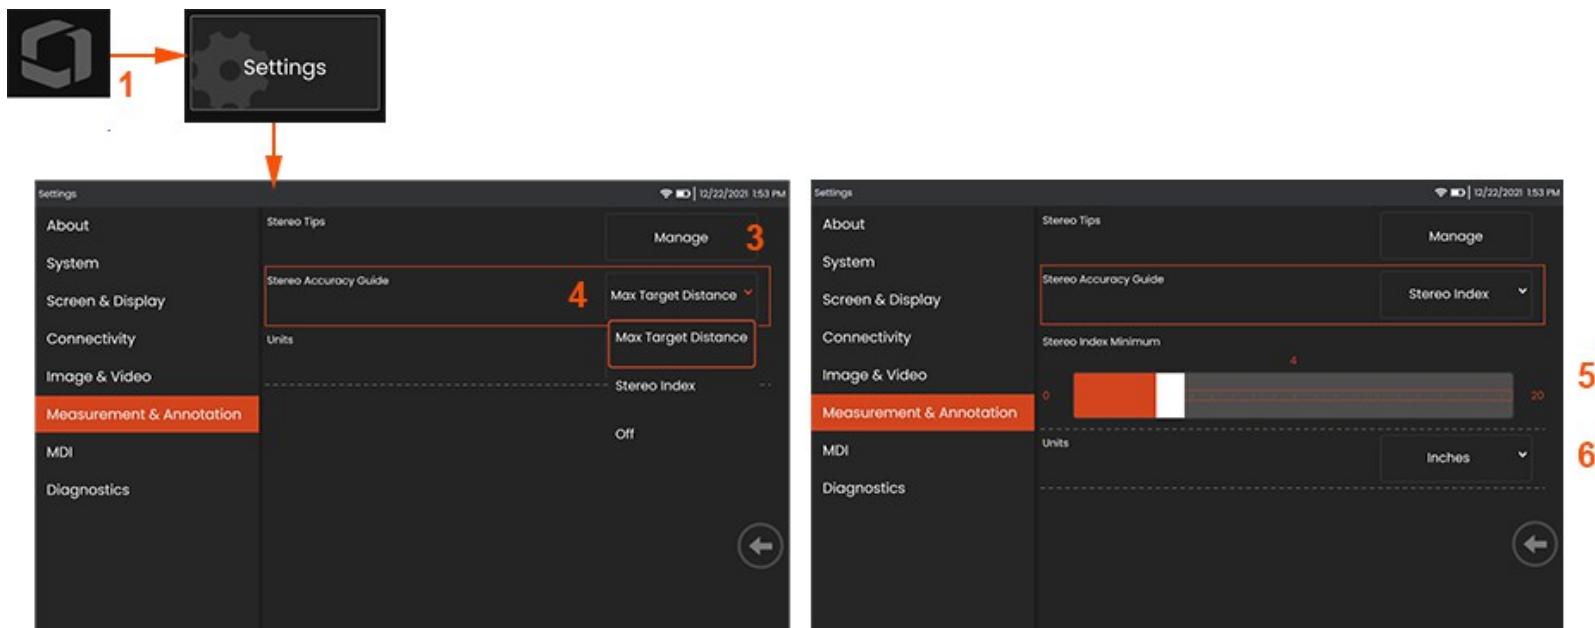 1
Settings
Settings
12/22/2021 1:53 PM
About
System
Screen & Display
Connectivity
Image & Video
Measurement & Annotation
MDI
Diagnostics
Stereo Tips
Manage
3
Stereo Accuracy Guide
4
Max Target Distance
Max Target Distance
Stereo Index
Off
Units
Settings
12/22/2021 1:53 PM
About
System
Screen & Display
Connectivity
Image & Video
Measurement & Annotation
MDI
Diagnostics
Stereo Tips
Manage
Stereo Accuracy Guide
Stereo Index
Stereo Index Minimum
4
0
20
5
Units
Inches
6